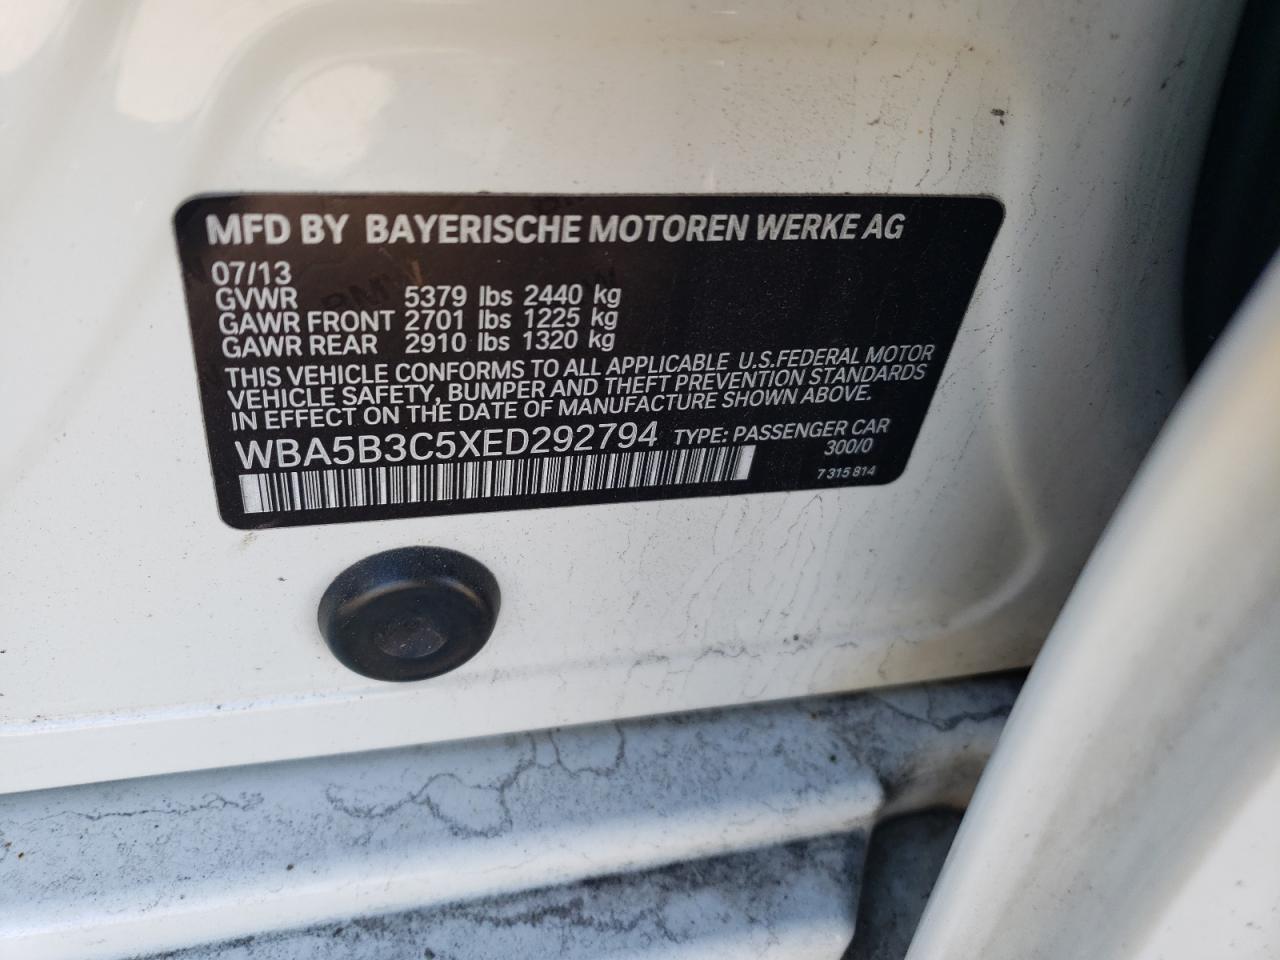 MFD BY BAYERISCHE MOTOREN WERKE AG
07/13
GVWR 5379 lbs 2440 kg
GAWR FRONT 2701 lbs 1225 kg
GAWR REAR 2910 lbs 1320 kg
THIS VEHICLE CONFORMS TO ALL APPLICABLE U.S.FEDERAL MOTOR
VEHICLE SAFETY, BUMPER AND THEFT PREVENTION STANDARDS
IN EFFECT ON THE DATE OF MANUFACTURE SHOWN ABOVE.
WBA5B3C5XED292794 TYPE: PASSENGER CAR
300/0
7 315 814